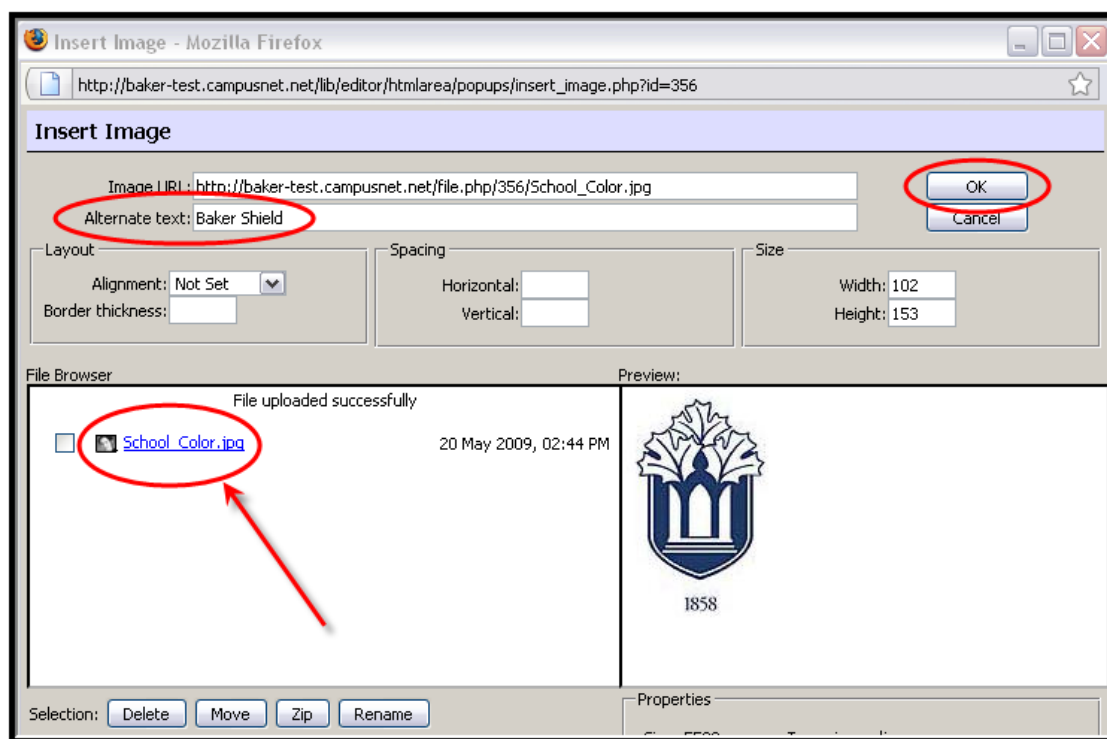 Insert Image - Mozilla Firefox
http://baker-test.campusnet.net/lib/editor/htmlarea/popups/insert_image.php?id=356
Insert Image
Image URL: http://baker-test.campusnet.net/file.php/356/School_Color.jpg OK
Alternate text: Baker Shield Cancel
Layout Spacing Size
Alignment: Not Set Horizontal: Width: 102
Border thickness: Vertical: Height: 153
File Browser Preview:
File uploaded successfully
School_Color.jpg 20 May 2009, 02:44 PM
1858
Properties
Selection: Delete Move Zip Rename